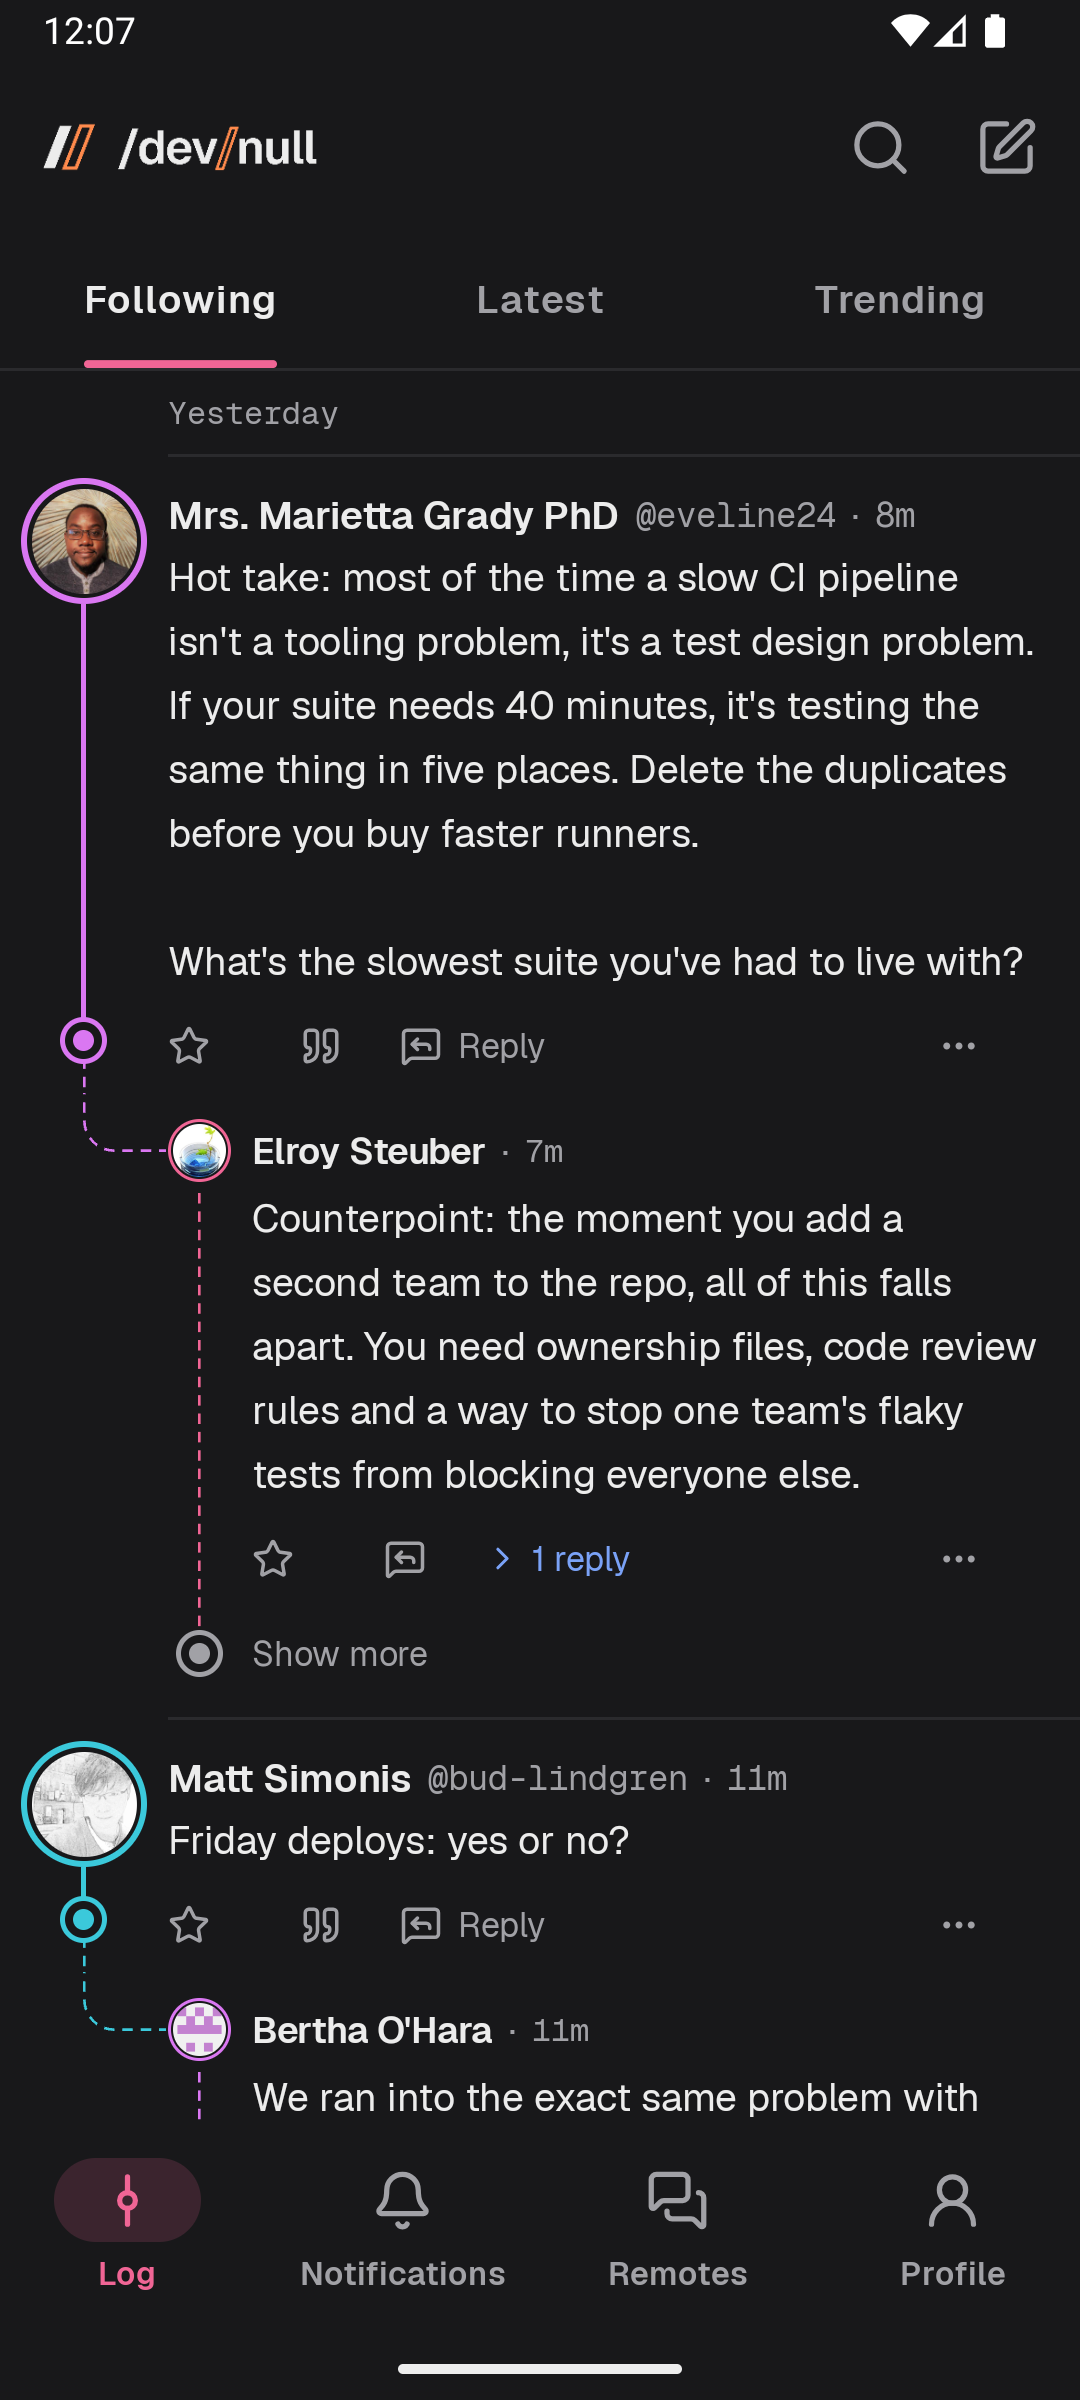 12:07
/dev/null
Following
Latest
Trending
Yesterday
Mrs. Marietta Grady PhD @eveline24 · 8m
Hot take: most of the time a slow CI pipeline
isn't a tooling problem, it's a test design problem.
If your suite needs 40 minutes, it's testing the
same thing in five places. Delete the duplicates
before you buy faster runners.
What's the slowest suite you've had to live with?
Reply
Elroy Steuber · 7m
Counterpoint: the moment you add a
second team to the repo, all of this falls
apart. You need ownership files, code review
rules and a way to stop one team's flaky
tests from blocking everyone else.
1 reply
Show more
Matt Simonis @bud-lindgren · 11m
Friday deploys: yes or no?
Reply
Bertha O'Hara · 11m
We ran into the exact same problem with
Log
Notifications
Remotes
Profile